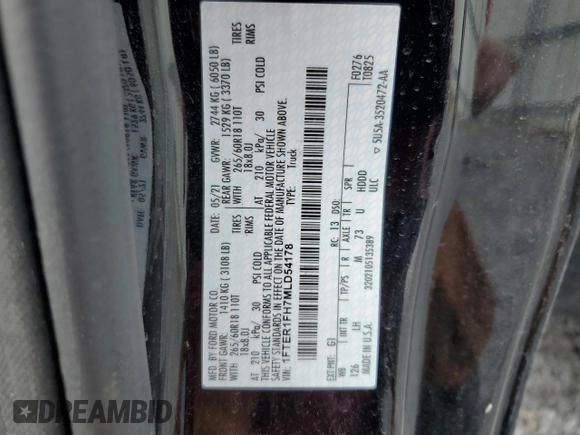 MFD. BY FORD MOTOR CO.
DATE: 05/21 GVWR: 2744 KG ( 6050 LB)
FRONT GAWR: 1410 KG ( 3108 LB) REAR GAWR: 1529 KG ( 3370 LB)
WITH 265/60R18 110T TIRES WITH 265/60R18 110T TIRES
18x8.0J RIMS 18x8.0J RIMS
AT 210 kPa/ 30 PSI COLD AT 210 kPa/ 30 PSI COLD
THIS VEHICLE CONFORMS TO ALL APPLICABLE FEDERAL MOTOR VEHICLE
SAFETY STANDARDS IN EFFECT ON THE DATE OF MANUFACTURE SHOWN ABOVE.
VIN: 1FTER1FH7MLD54178 TYPE: Truck
F0276
T0825
EXT PNT: G1 RC: 13 DSO:
WB INT TR TP/PS R AXLE TR SPR
126 LH M 73 U HDDD
ULC
MADE IN U.S.A. 3202105135389
▽ SU5A-3520472-AA
DREAMBID